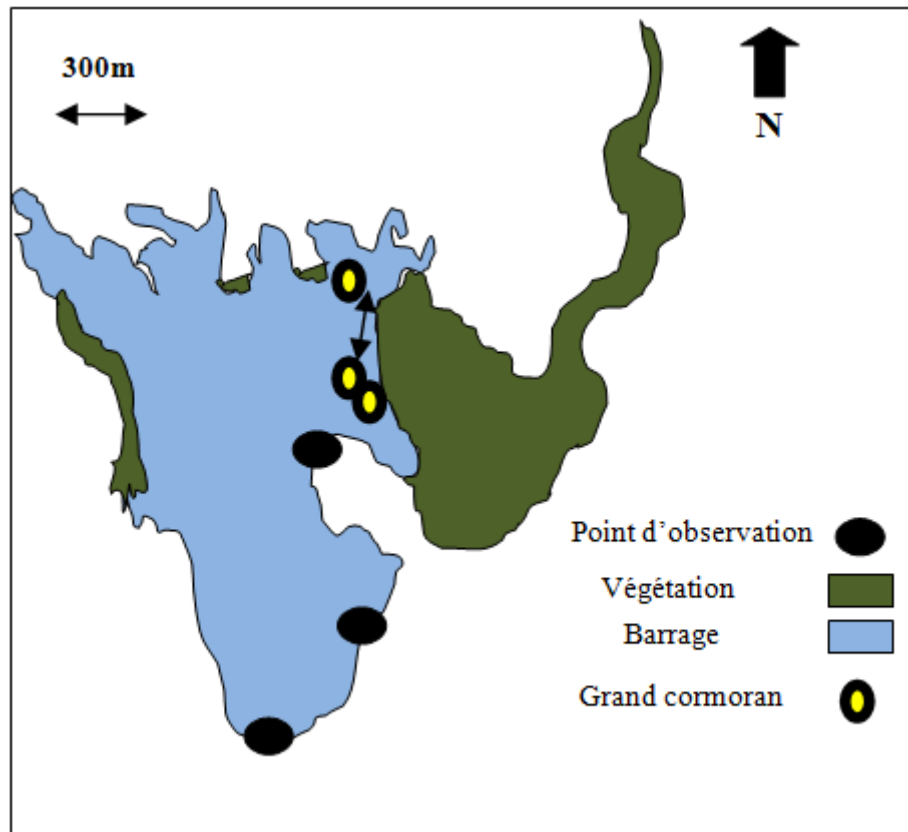 300m
N
Point d’observation
Végétation
Barrage
Grand cormoran